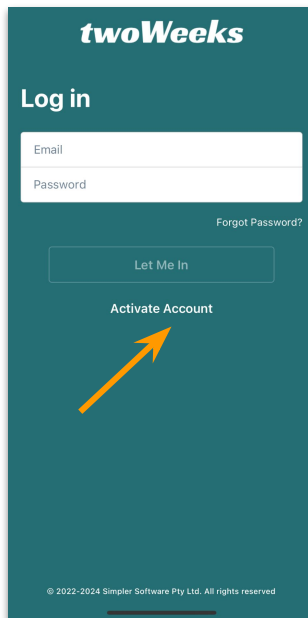 twoWeeks
Log in
Email
Password
Forgot Password?
Let Me In
Activate Account
© 2022-2024 Simpler Software Pty Ltd. All rights reserved